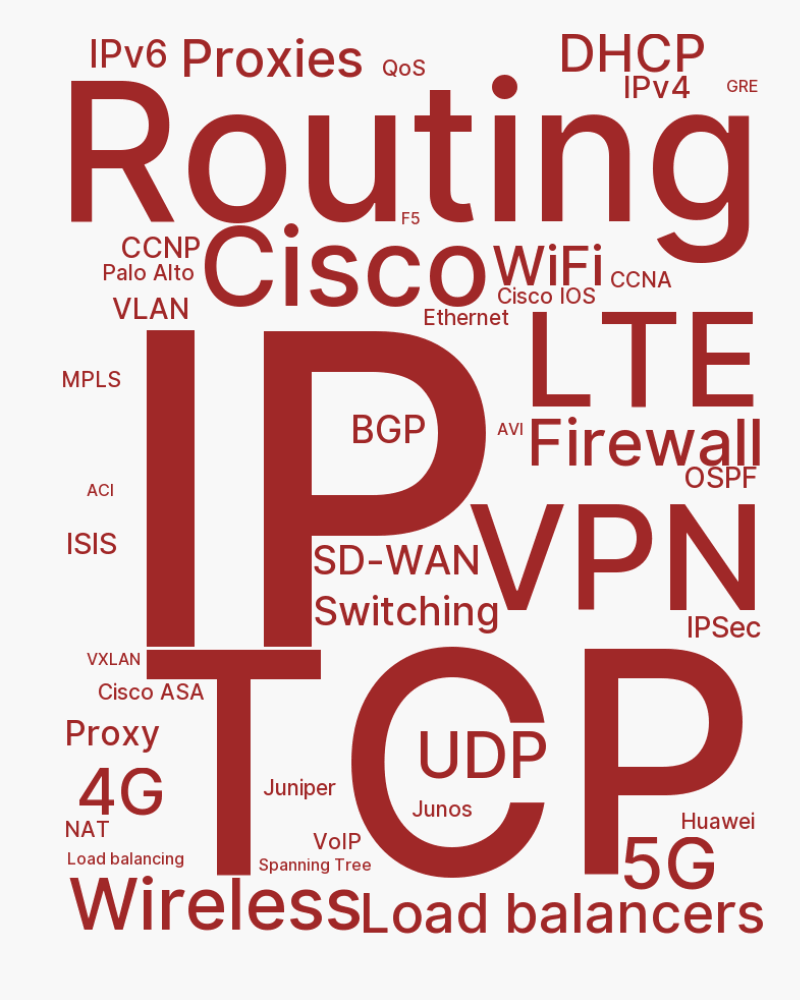 IPv6 Proxies QoS DHCP
IPv4 GRE
Routing
F5
CCNP Cisco WiFi
Palo Alto CCNA
Cisco IOS
VLAN Ethernet
LTE
IP
MPLS
BGP AVI Firewall
OSPF
ACI
VPN
ISIS
SD-WAN
Switching
IPSec
VXLAN
TCP
Cisco ASA
Proxy
UDP
4G Juniper
Junos
NAT Huawei
VoIP
Load balancing Spanning Tree 5G
Wireless Load balancers